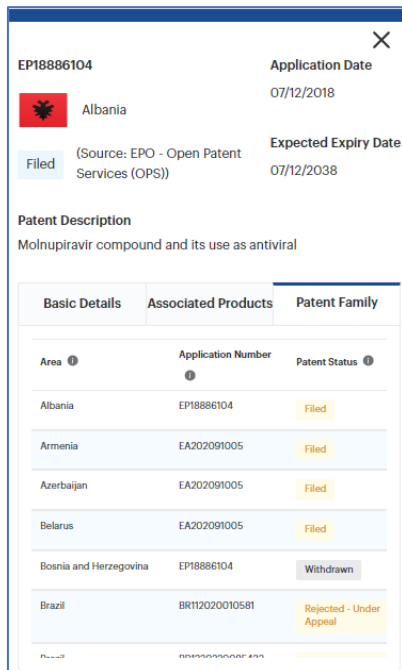 EP18886104
Application Date
07/12/2018
Albania
Filed
(Source: EPO - Open Patent
Services (OPS))
Expected Expiry Date
07/12/2038
Patent Description
Molnupiravir compound and its use as antiviral
Basic Details
Associated Products
Patent Family
Area
Application Number
Patent Status
Albania EP18886104 Filed
Armenia EA202091005 Filed
Azerbaijan EA202091005 Filed
Belarus EA202091005 Filed
Bosnia and Herzegovina EP18886104 Withdrawn
Brazil BR112020010581 Rejected - Under
Appeal